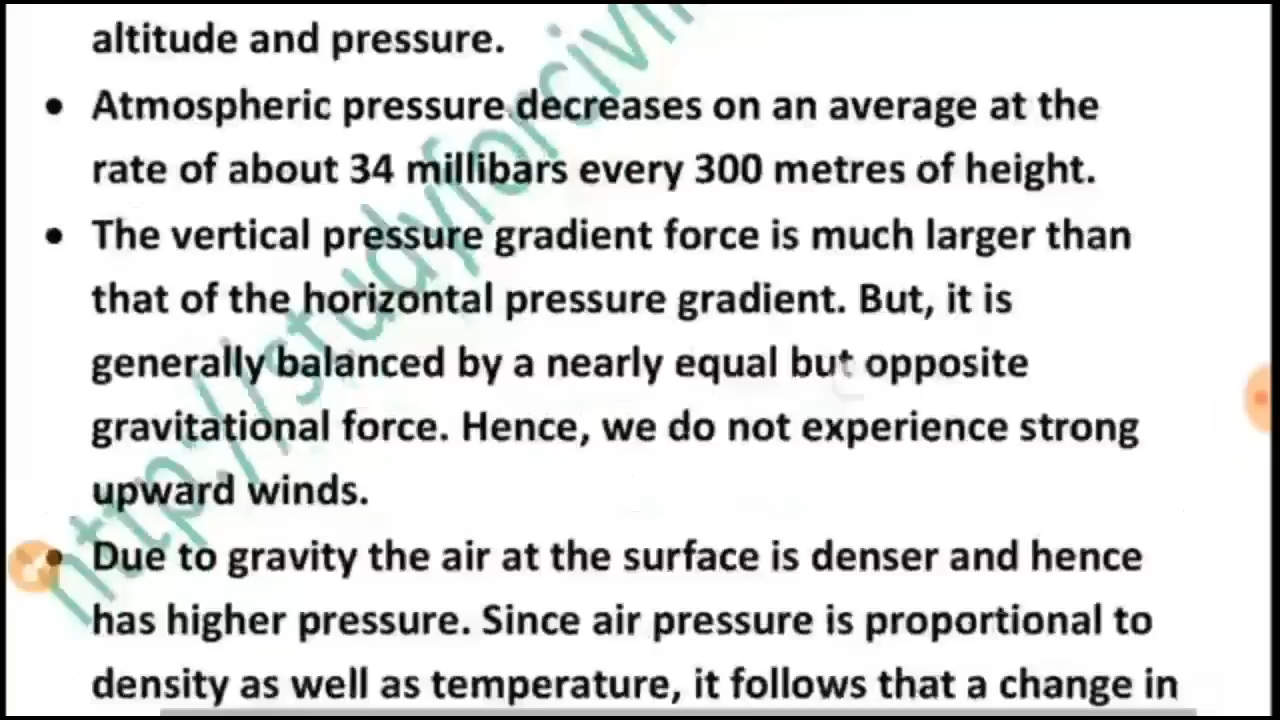 altitude and pressure.
• Atmospheric pressure decreases on an average at the
rate of about 34 millibars every 300 metres of height.
• The vertical pressure gradient force is much larger than
that of the horizontal pressure gradient. But, it is
generally balanced by a nearly equal but opposite
gravitational force. Hence, we do not experience strong
upward winds.
• Due to gravity the air at the surface is denser and hence
has higher pressure. Since air pressure is proportional to
density as well as temperature, it follows that a change in